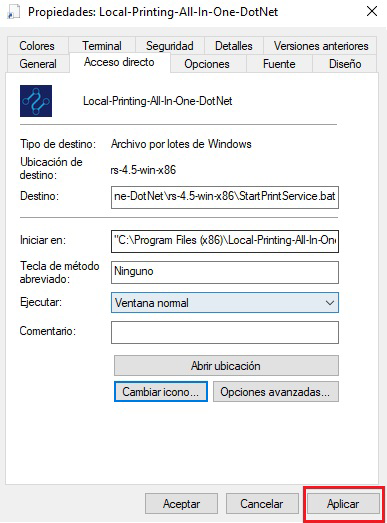 Propiedades: Local-Printing-All-In-One-DotNet
Colores Terminal Seguridad Detalles Versiones anteriores
General Acceso directo Opciones Fuente Diseño
Local-Printing-All-In-One-DotNet
Tipo de destino: Archivo por lotes de Windows
Ubicación de destino: rs-4.5-win-x86
Destino: ne-DotNet\rs-4.5-win-x86\StartPrintService.bat
Iniciar en: "C:\Program Files (x86)\Local-Printing-All-In-One
Tecla de método abreviado: Ninguno
Ejecutar: Ventana normal
Comentario:
Abrir ubicación
Cambiar icono... Opciones avanzadas...
Aceptar Cancelar Aplicar